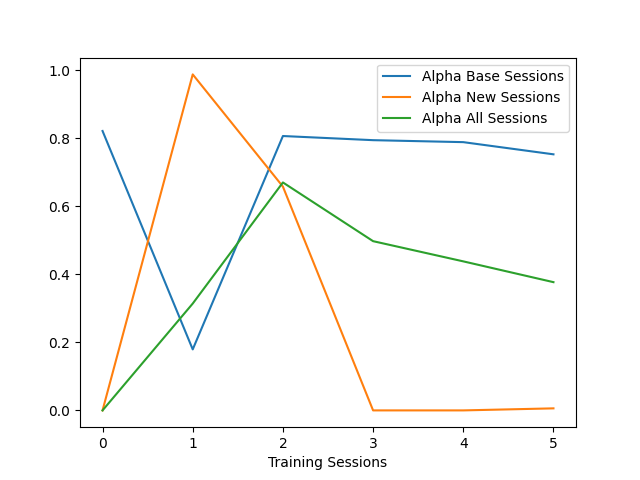 Alpha Base Sessions
Alpha New Sessions
Alpha All Sessions
1.0
0.8
0.6
0.4
0.2
0.0
0 1 2 3 4 5
Training Sessions